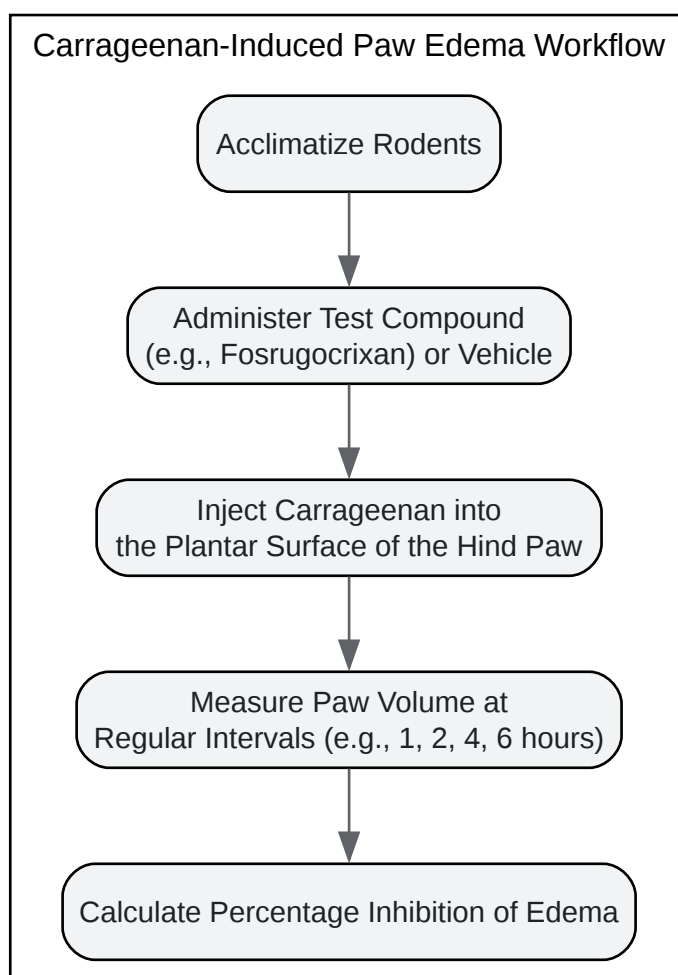 Carrageenan-Induced Paw Edema Workflow
Acclimatize Rodents
Administer Test Compound
(e.g., Fosrugocrixan) or Vehicle
Inject Carrageenan into
the Plantar Surface of the Hind Paw
Measure Paw Volume at
Regular Intervals (e.g., 1, 2, 4, 6 hours)
Calculate Percentage Inhibition of Edema